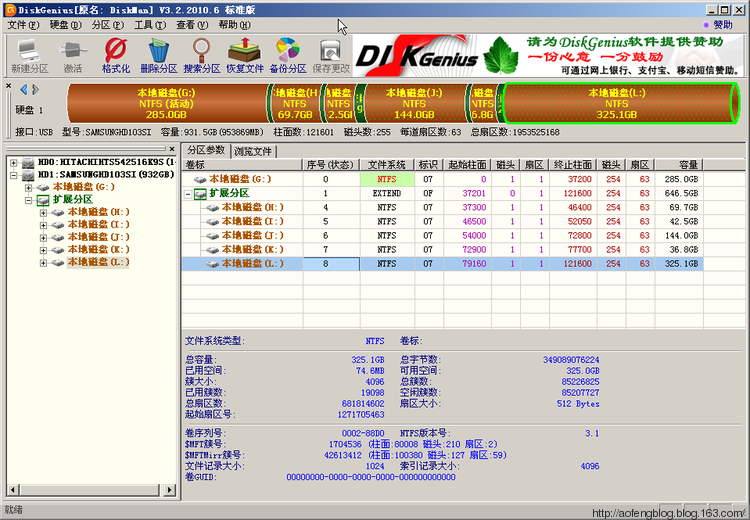 DiskGenius[原名: DiskMan] V3.2.2010.6 标准版
文件(F) 硬盘(D) 分区(P) 工具(T) 查看(V) 帮助(H) 赞助
新建分区 激活 格式化 删除分区 搜索分区 恢复文件 备份分区 保存更改
DISKGenius
请为DiskGenius软件提供赞助
一份心意 一分鼓励
可通过网上银行、支付宝、移动短信赞助。
硬盘 1
本地磁盘(G:) 本地磁盘(H 本地磁盘 本地磁盘(J:) 本地磁盘 本地磁盘(L:)
NTFS (活动) NTFS NTFS NTFS NTFS NTFS
285.0GB 69.7GB 2.5GI 144.0GB 6.8G 325.1GB
接口:USB 型号:SAMSUNGHD103SI 容量:931.5GB(953869MB) 柱面数:121601 磁头数:255 每道扇区数:63 总扇区数:1953525168
HD0:HITACHIHTS542516K9S(1
HD1:SAMSUNGHD103SI(932GB)
本地磁盘(G:)
扩展分区
本地磁盘(H:)
本地磁盘(I:)
本地磁盘(J:)
本地磁盘(K:)
本地磁盘(L:)
分区参数 浏览文件
卷标 序号(状态) 文件系统 标识 起始柱面 磁头 扇区 终止柱面 磁头 扇区 容量
本地磁盘(G:) 0 NTFS 07 0 1 1 37200 254 63 285.0GB
扩展分区 1 EXTEND 0F 37201 0 1 121600 254 63 646.5GB
本地磁盘(H:) 4 NTFS 07 37300 1 1 46400 254 63 69.7GB
本地磁盘(I:) 5 NTFS 07 46500 1 1 52050 254 63 42.5GB
本地磁盘(J:) 6 NTFS 07 54000 1 1 72800 254 63 144.0GB
本地磁盘(K:) 7 NTFS 07 72900 1 1 77700 254 63 36.8GB
本地磁盘(L:) 8 NTFS 07 79160 1 1 121600 254 63 325.1GB
文件系统类型: NTFS 卷标:
总容量: 325.1GB 总字节数: 349089076224
已用空间: 74.6MB 可用空间: 325.0GB
簇大小: 4096 总簇数: 85226825
已用簇数: 19098 空闲簇数: 85207727
总扇区数: 681814602 扇区大小: 512 Bytes
起始扇区号: 1271705463
卷序列号: 0002-88D0 NTFS版本号: 3.1
$MFT簇号: 1704536 (柱面:80008 磁头:210 扇区:2)
$MFTMirr簇号: 42613412 (柱面:100380 磁头:127 扇区:59)
文件记录大小: 1024 索引记录大小: 4096
卷GUID: 00000000-0000-0000-0000-000000000000
就绪
http://aofengblog.blog.163.com/